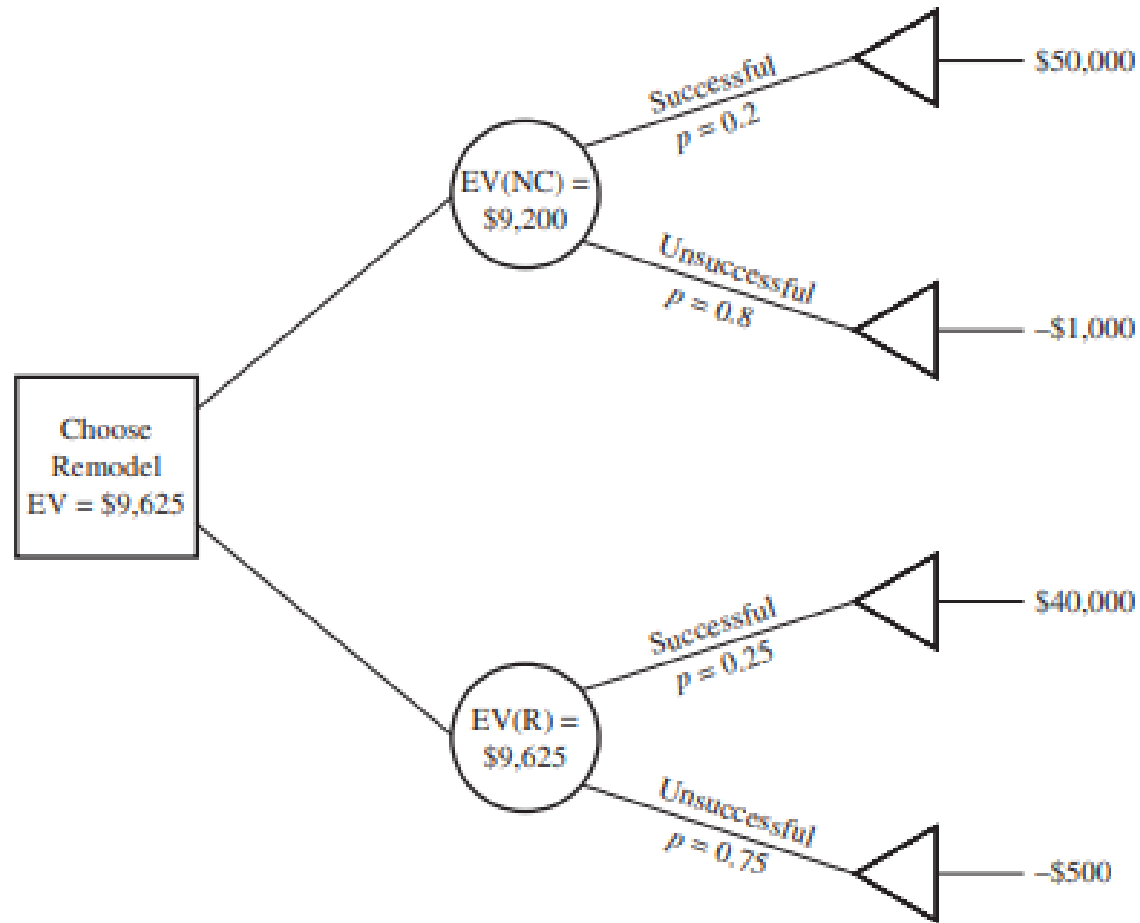 Successful
p = 0.2
$50,000
EV(NC) =
$9,200
Unsuccessful
p = 0.8
–$1,000
Choose
Remodel
EV = $9,625
Successful
p = 0.25
$40,000
EV(R) =
$9,625
Unsuccessful
p = 0.75
–$500